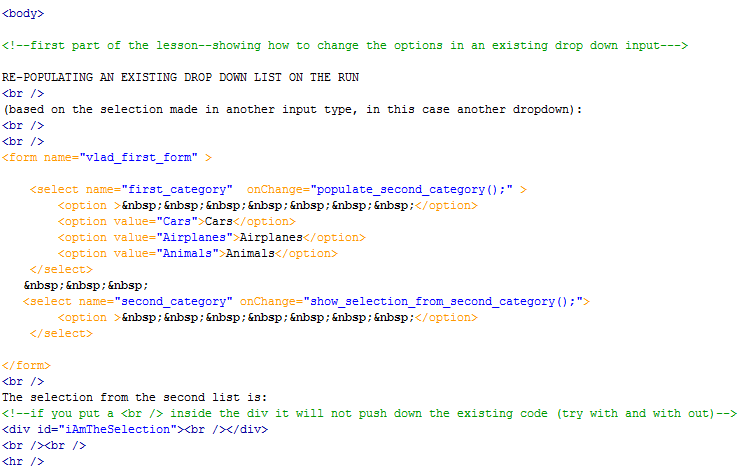 <body>
<!--first part of the lesson--showing how to change the options in an existing drop down input--->
RE-POPULATING AN EXISTING DROP DOWN LIST ON THE RUN
<br />
(based on the selection made in another input type, in this case another dropdown):
<br />
<br />
<form name="vlad_first_form" >
<select name="first_category"  onChange="populate_second_category();" >
<option >&nbsp;&nbsp;&nbsp;&nbsp;&nbsp;&nbsp;&nbsp;</option>
<option value="Cars">Cars</option>
<option value="Airplanes">Airplanes</option>
<option value="Animals">Animals</option>
</select>
&nbsp;&nbsp;&nbsp;
<select name="second_category" onChange="show_selection_from_second_category();">
<option >&nbsp;&nbsp;&nbsp;&nbsp;&nbsp;&nbsp;&nbsp;</option>
</select>
</form>
<br />
The selection from the second list is:
<!--if you put a <br /> inside the div it will not push down the existing code (try with and with out)-->
<div id="iAmTheSelection"><br /></div>
<br /><br />
<hr />